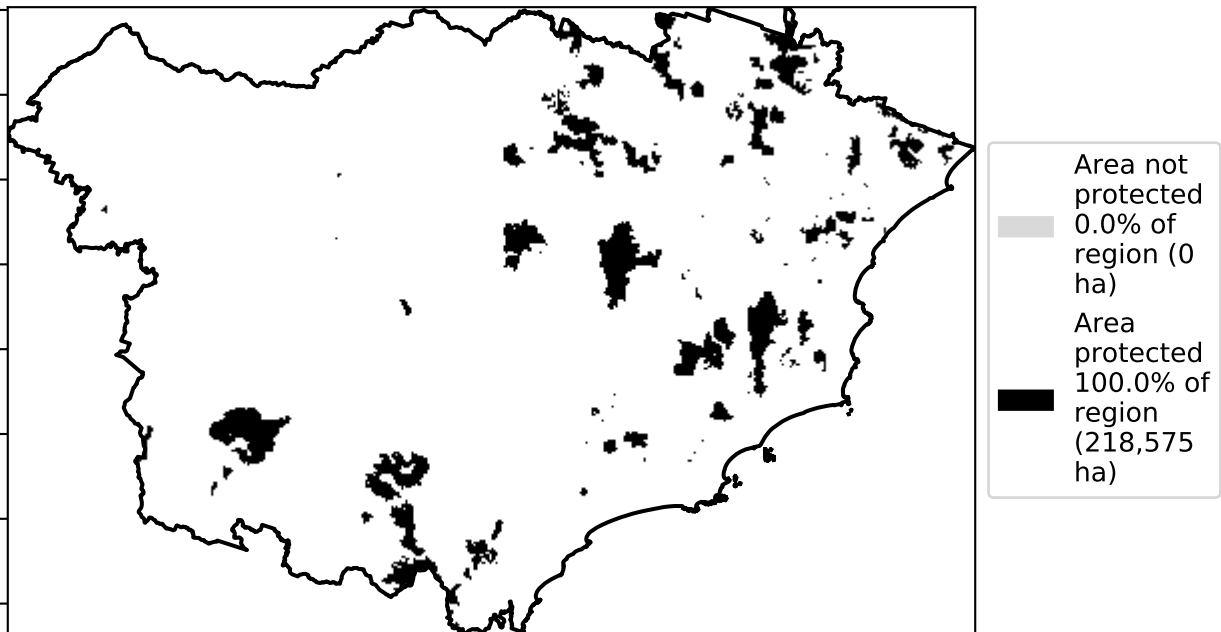 Area not
protected
0.0% of
region (0
ha)
Area
protected
100.0% of
region
(218,575
ha)